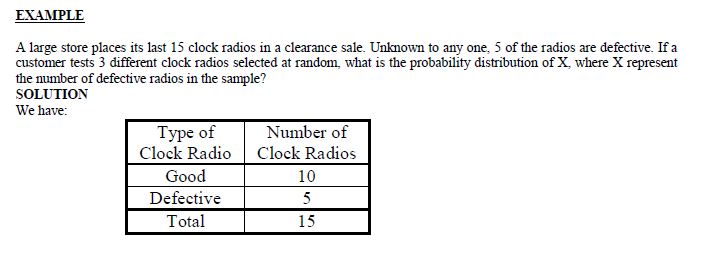 EXAMPLE
A large store places its last 15 clock radios in a clearance sale. Unknown to any one, 5 of the radios are defective. If a
customer tests 3 different clock radios selected at random, what is the probability distribution of X, where X represent
the number of defective radios in the sample?
SOLUTION
We have:
Type of Clock Radio Number of Clock Radios
Good 10
Defective 5
Total 15